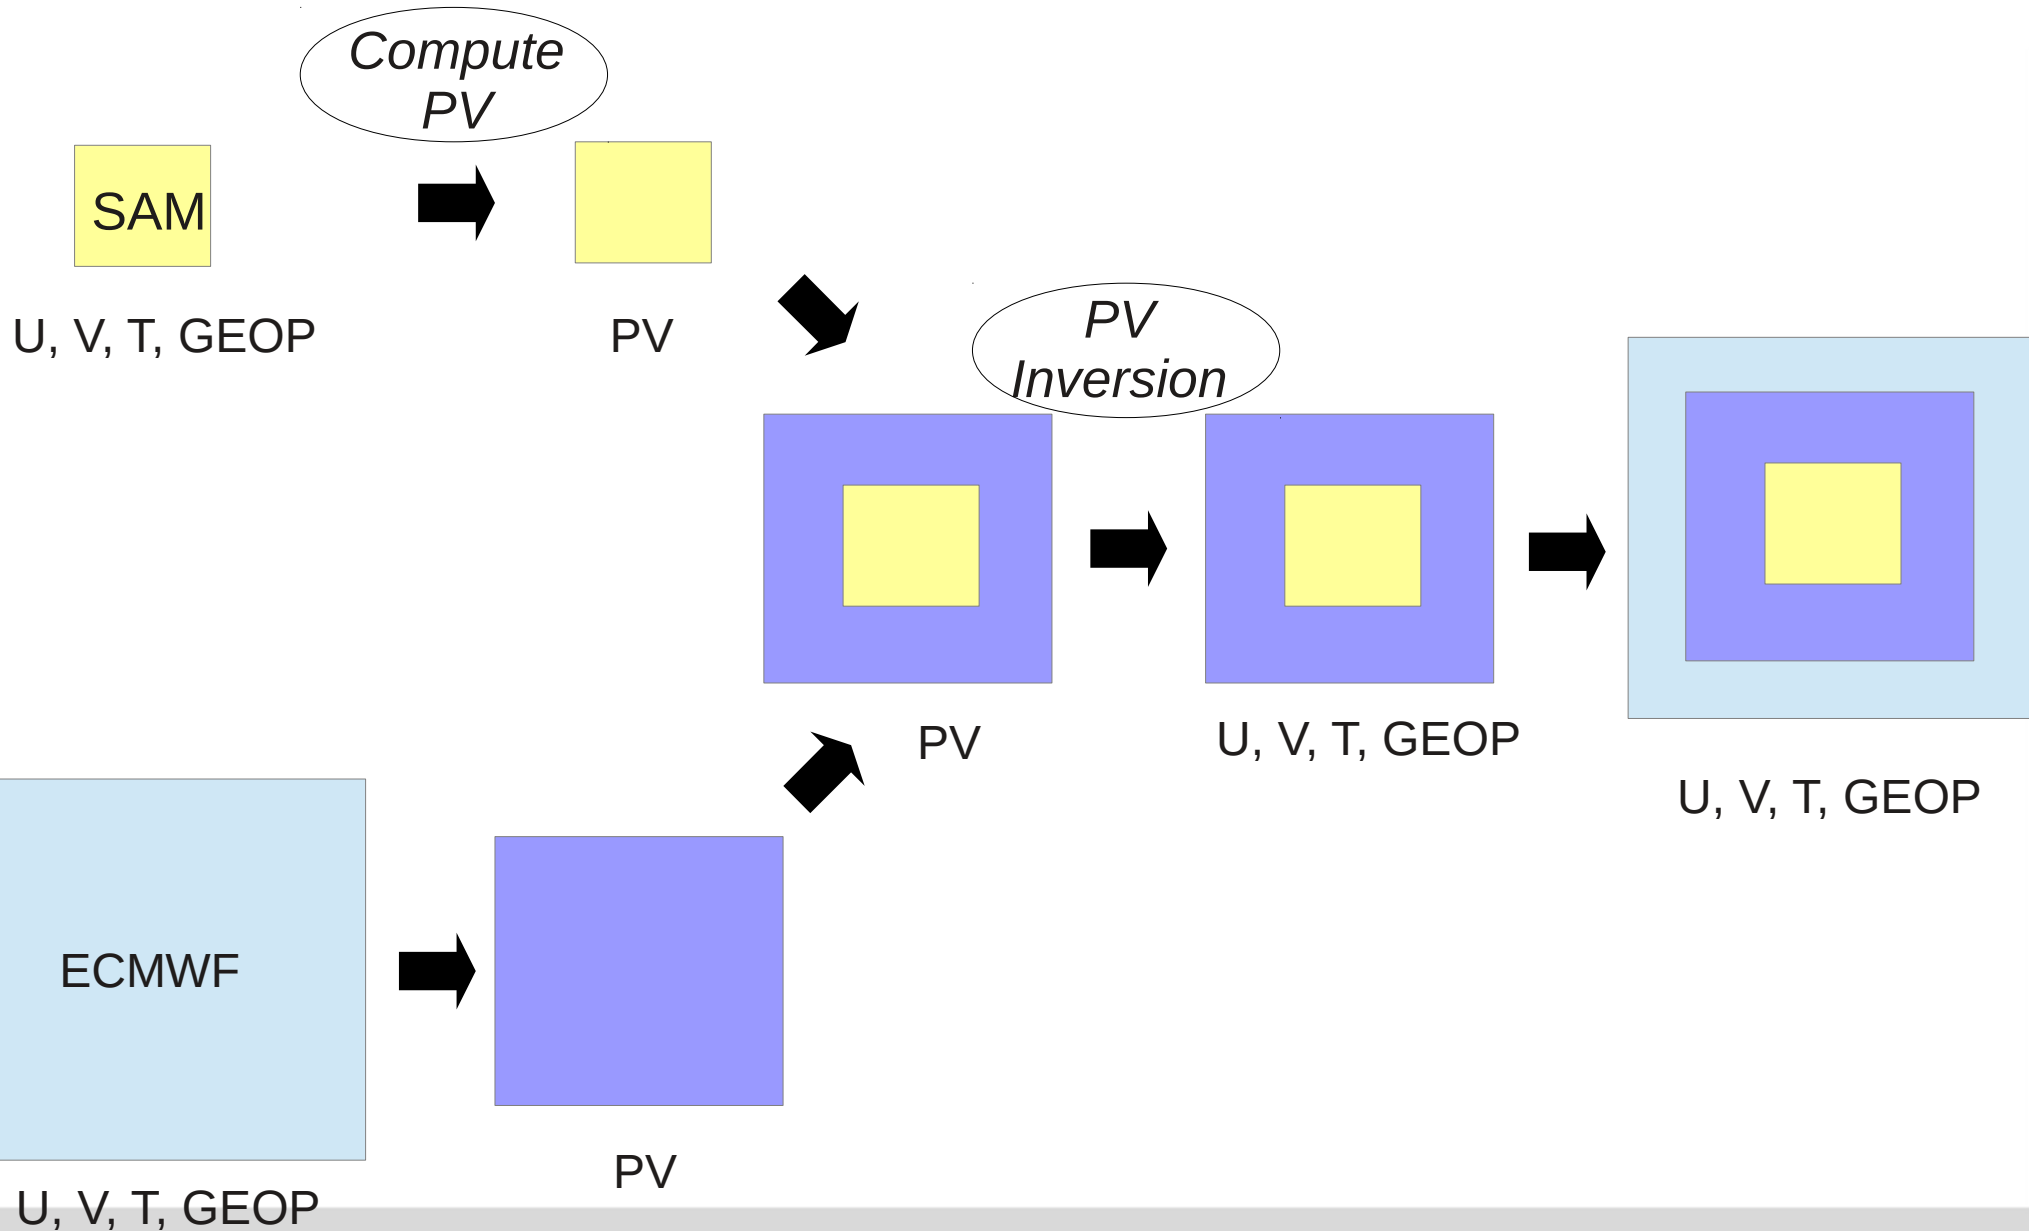 Compute
PV
SAM
U, V, T, GEOP
PV
PV
Inversion
PV
U, V, T, GEOP
U, V, T, GEOP
ECMWF
PV
U, V, T, GEOP